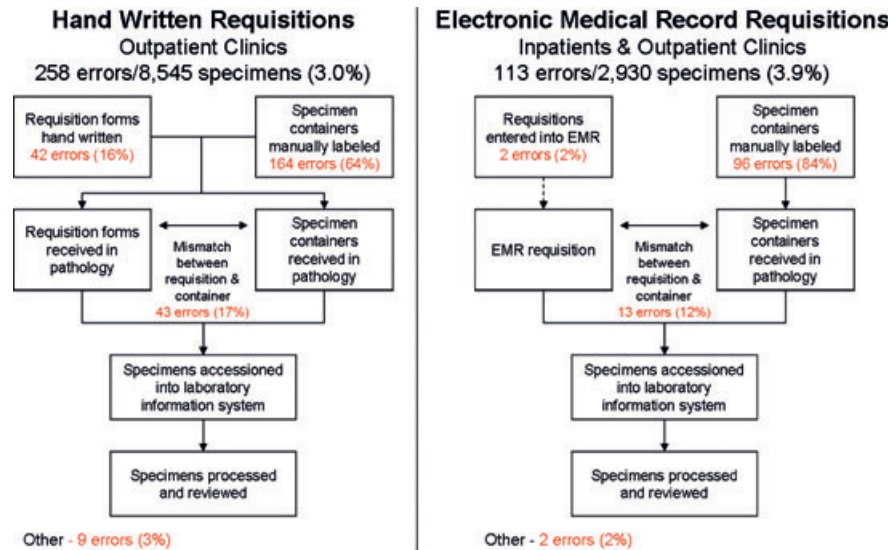 Hand Written Requisitions
Outpatient Clinics
258 errors/8,545 specimens (3.0%)
Requisition forms
hand written
42 errors (16%)
Specimen
containers
manually labeled
164 errors (64%)
Requisition forms
received in
pathology
Mismatch
between
requisition &
container
43 errors (17%)
Specimen
containers
received in
pathology
Specimens accessioned
into laboratory
information system
Specimens processed
and reviewed
Other - 9 errors (3%)
Electronic Medical Record Requisitions
Inpatients & Outpatient Clinics
113 errors/2,930 specimens (3.9%)
Requisitions
entered into EMR
2 errors (2%)
Specimen
containers
manually labeled
96 errors (84%)
EMR requisition
Mismatch
between
requisition &
container
13 errors (12%)
Specimen
containers
received in
pathology
Specimens accessioned
into laboratory
information system
Specimens processed
and reviewed
Other - 2 errors (2%)